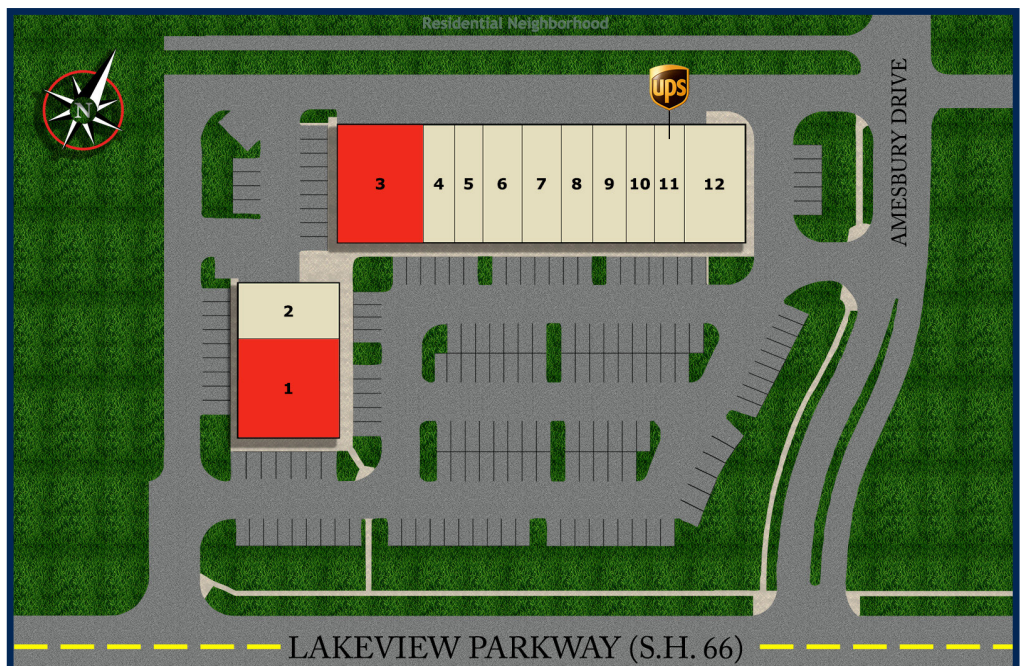 Residential Neighborhood
N
ups
AMESBURY DRIVE
3
4
5
6
7
8
9
10
11
12
2
1
LAKEVIEW PARKWAY (S.H. 66)